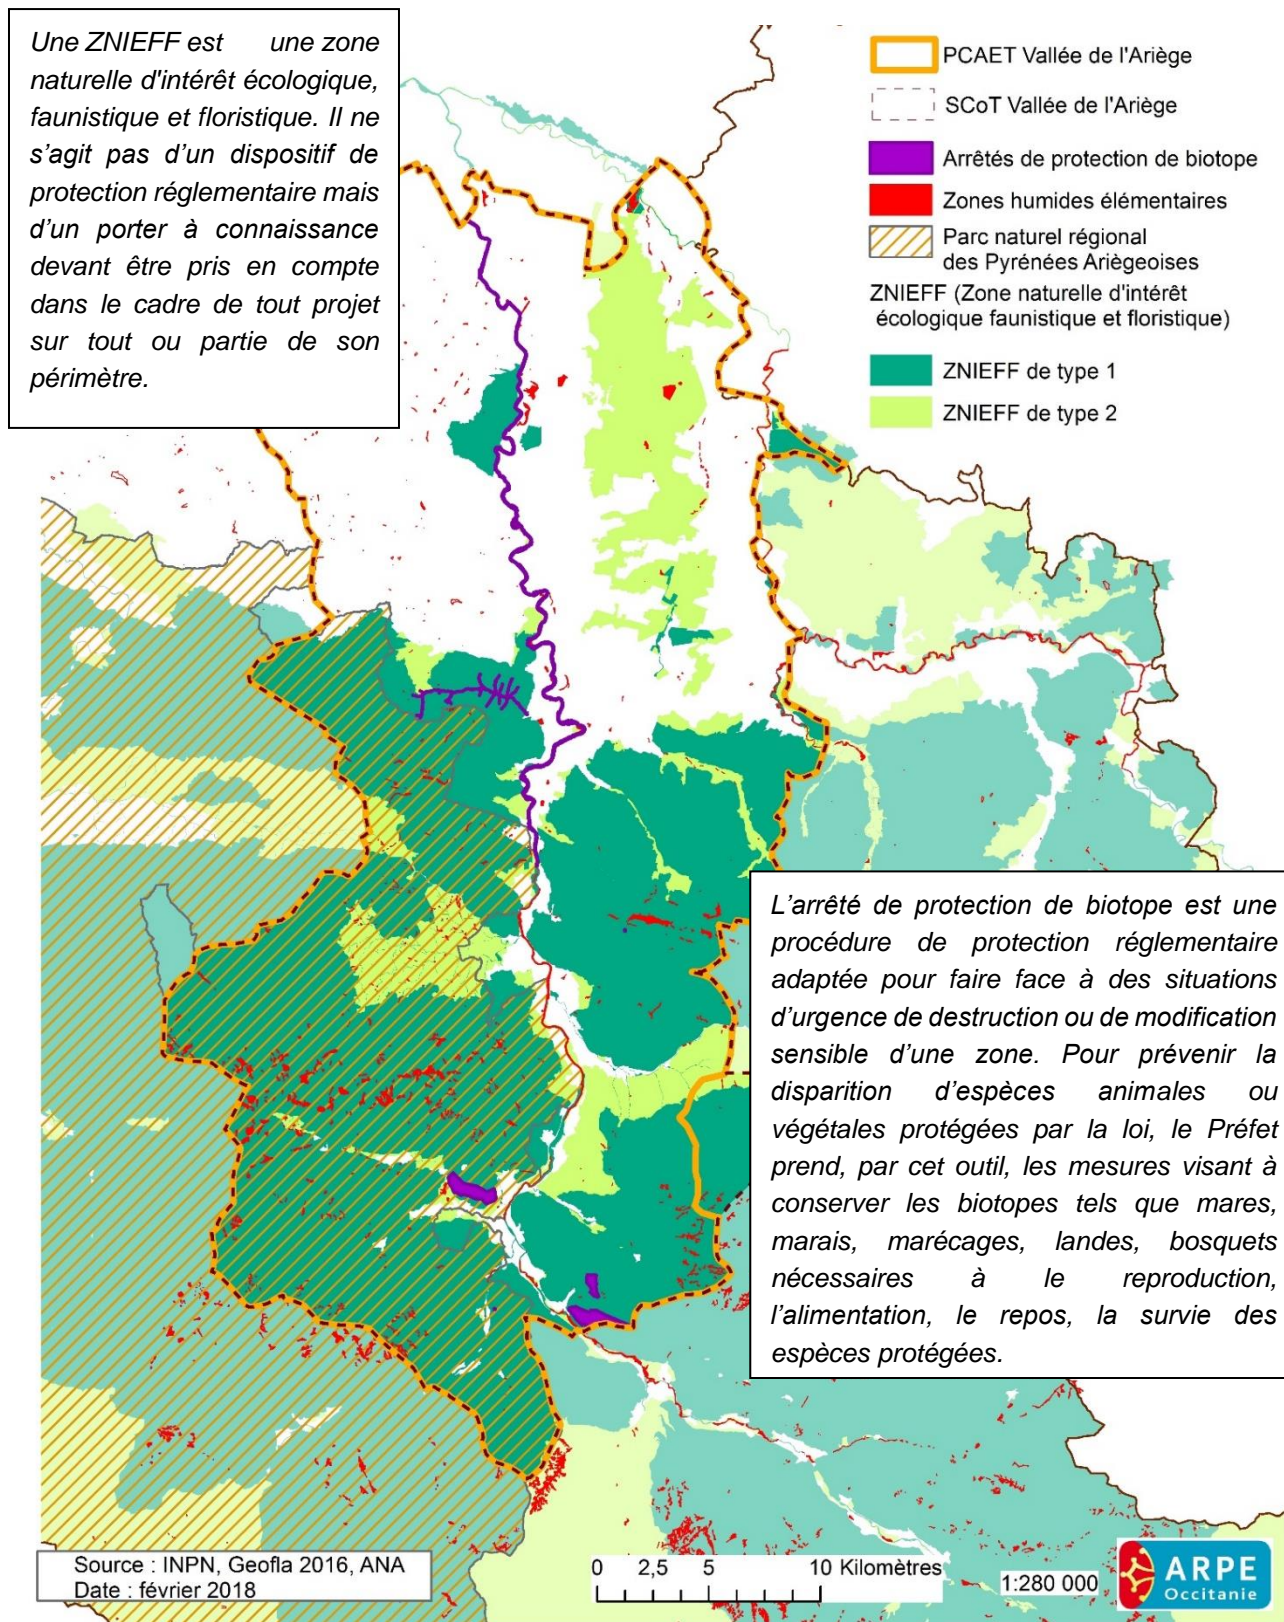 Une ZNIEFF est une zone
naturelle d'intérêt écologique,
faunistique et floristique. Il ne
s’agit pas d’un dispositif de
protection réglementaire mais
d’un porter à connaissance
devant être pris en compte
dans le cadre de tout projet
sur tout ou partie de son
périmètre.
PCAET Vallée de l'Ariège
SCoT Vallée de l'Ariège
Arrêtés de protection de biotope
Zones humides élémentaires
Parc naturel régional
des Pyrénées Ariègeoises
ZNIEFF (Zone naturelle d'intérêt
écologique faunistique et floristique)
ZNIEFF de type 1
ZNIEFF de type 2
L’arrêté de protection de biotope est une
procédure de protection réglementaire
adaptée pour faire face à des situations
d’urgence de destruction ou de modification
sensible d’une zone. Pour prévenir la
disparition d’espèces animales ou
végétales protégées par la loi, le Préfet
prend, par cet outil, les mesures visant à
conserver les biotopes tels que mares,
marais, marécages, landes, bosquets
nécessaires à le reproduction,
l’alimentation, le repos, la survie des
espèces protégées.
Source : INPN, Geofla 2016, ANA
Date : février 2018
0 2,5 5 10 Kilomètres
1:280 000
ARPE
Occitanie